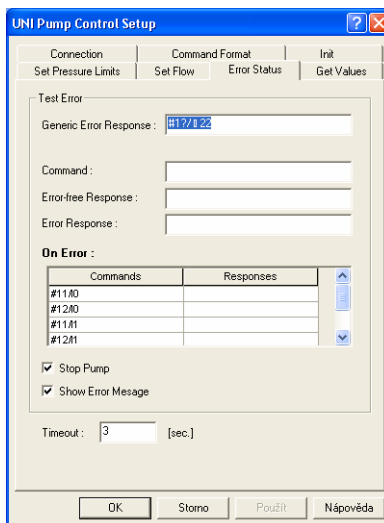 UNI Pump Control Setup
Connection Command Format Init
Set Pressure Limits Set Flow Error Status Get Values
Test Error
Generic Error Response :
Command :
Error-free Response :
Error Response :
On Error :
Commands Responses
#11/I0
#12/I0
#11/I1
#12/I1
Stop Pump
Show Error Mesage
Timeout : 3 [sec.]
OK Storno Použít Nápověda